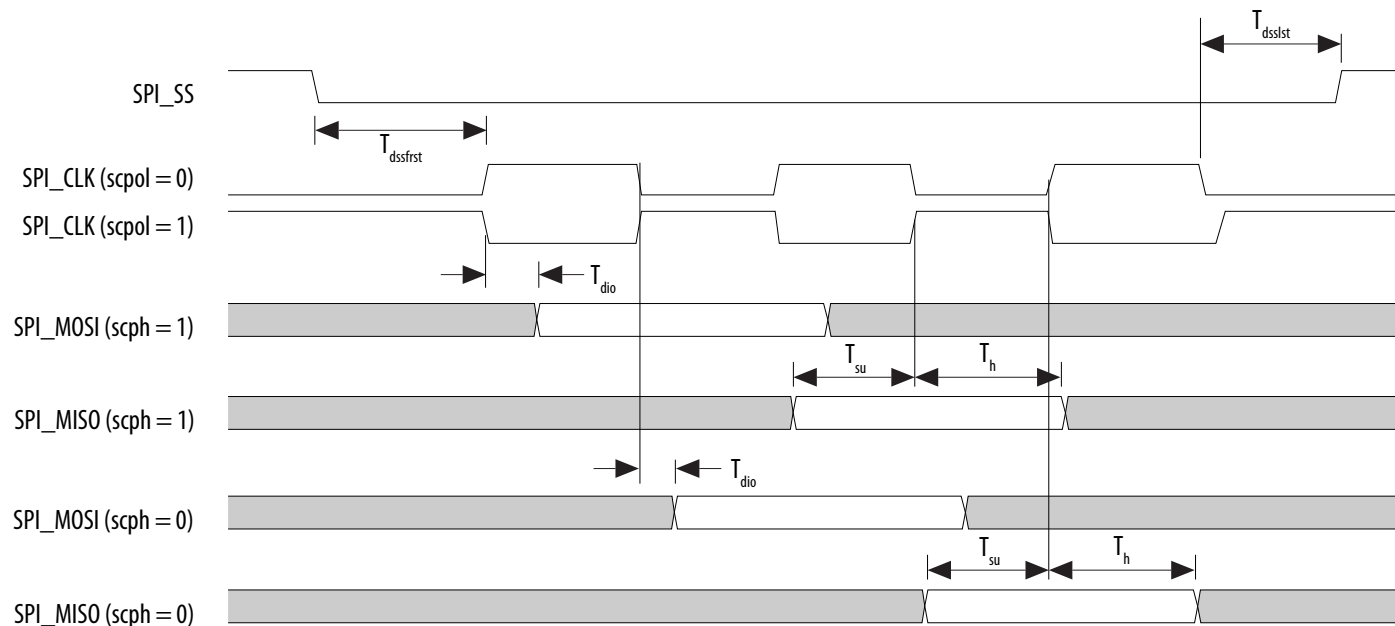 T_dsslst
SPI_SS
T_dssfrst
SPI_CLK (scpol = 0)
SPI_CLK (scpol = 1)
T_dio
SPI_MOSI (scph = 1)
T_su T_h
SPI_MISO (scph = 1)
T_dio
SPI_MOSI (scph = 0)
T_su T_h
SPI_MISO (scph = 0)